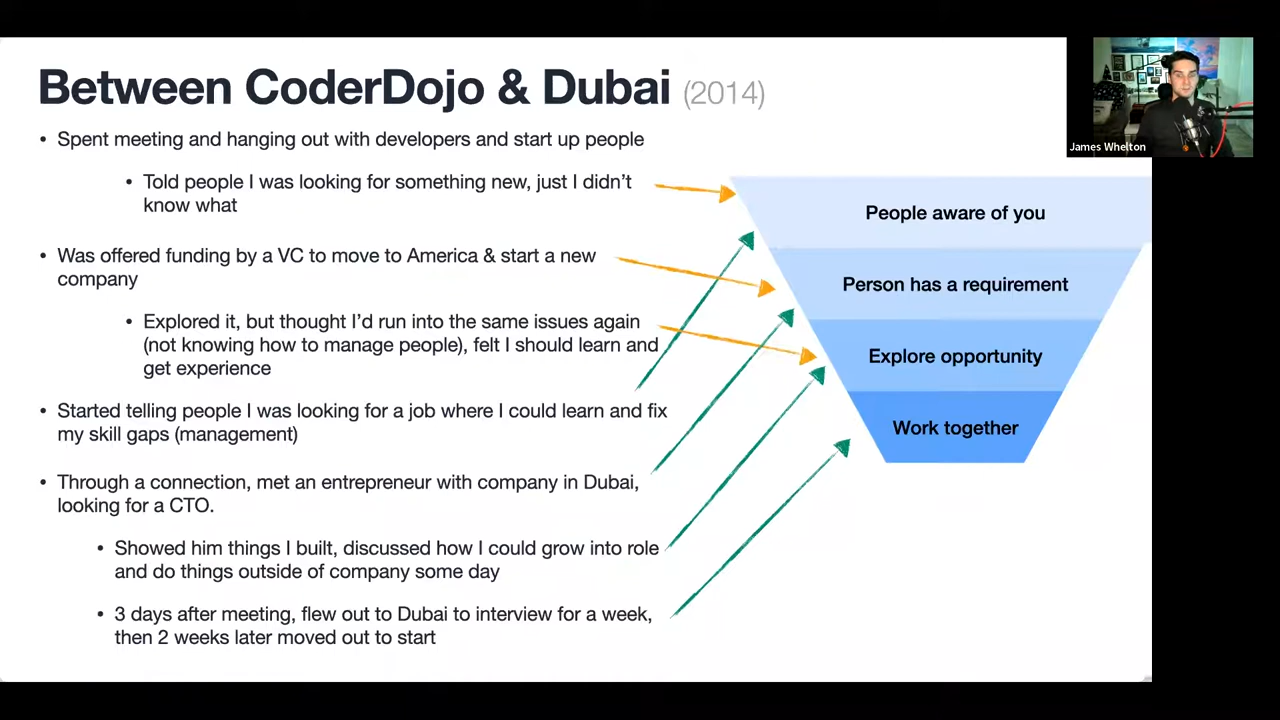 Between CoderDojo & Dubai (2014)
• Spent meeting and hanging out with developers and start up people
• Told people I was looking for something new, just I didn't
know what
• Was offered funding by a VC to move to America & start a new
company
• Explored it, but thought I'd run into the same issues again
(not knowing how to manage people), felt I should learn and
get experience
• Started telling people I was looking for a job where I could learn and fix
my skill gaps (management)
• Through a connection, met an entrepreneur with company in Dubai,
looking for a CTO.
• Showed him things I built, discussed how I could grow into role
and do things outside of company some day
• 3 days after meeting, flew out to Dubai to interview for a week,
then 2 weeks later moved out to start
People aware of you
Person has a requirement
Explore opportunity
Work together
James Whelton